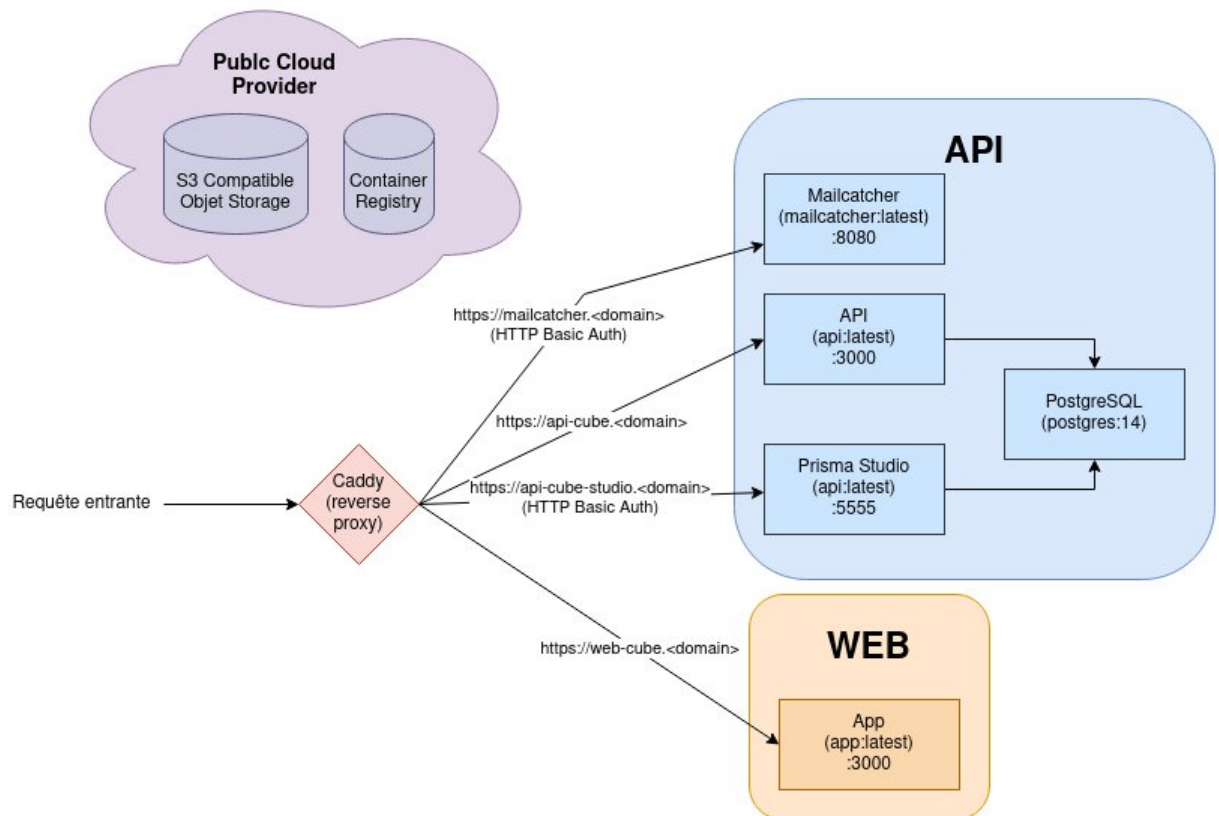 Publc Cloud
Provider
S3 Compatible
Objet Storage
Container
Registry
API
Mailcatcher
(mailcatcher:latest)
:8080
https://mailcatcher.<domain>
(HTTP Basic Auth)
API
(api:latest)
:3000
PostgreSQL
(postgres:14)
https://api-cube.<domain>
Prisma Studio
(api:latest)
:5555
https://api-cube-studio.<domain>
(HTTP Basic Auth)
Requête entrante
Caddy
(reverse
proxy)
https://web-cube.<domain>
WEB
App
(app:latest)
:3000